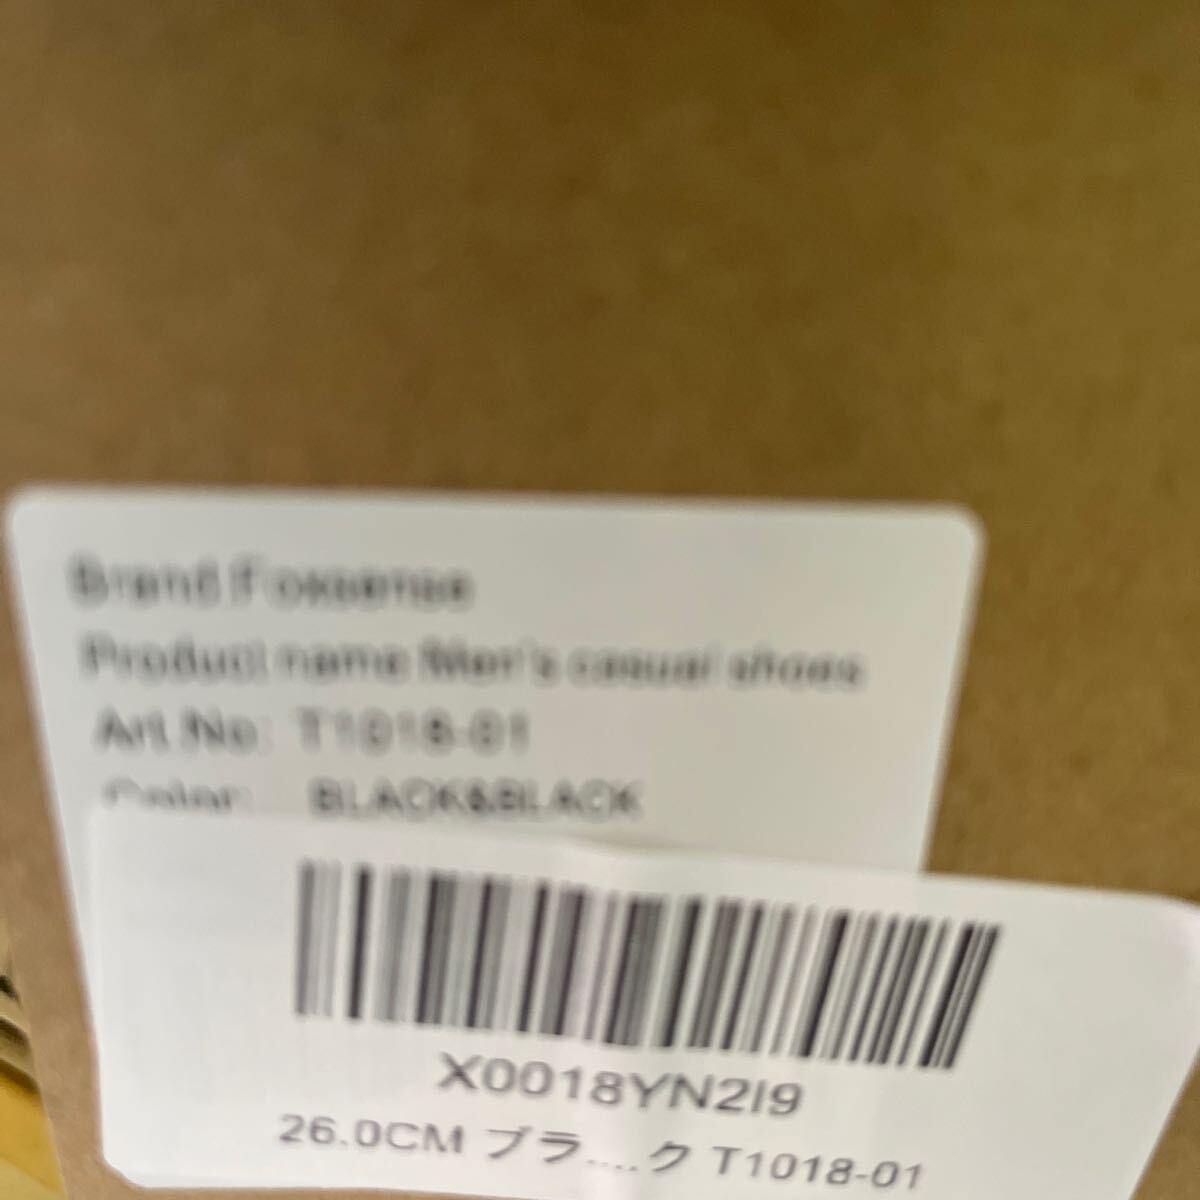 Brand Foxsense
Product name Men's casual shoes
Art.No: T1018-01
Color: BLACK&BLACK
X0018YN2I9
26.0CM ブラ....ク T1018-01